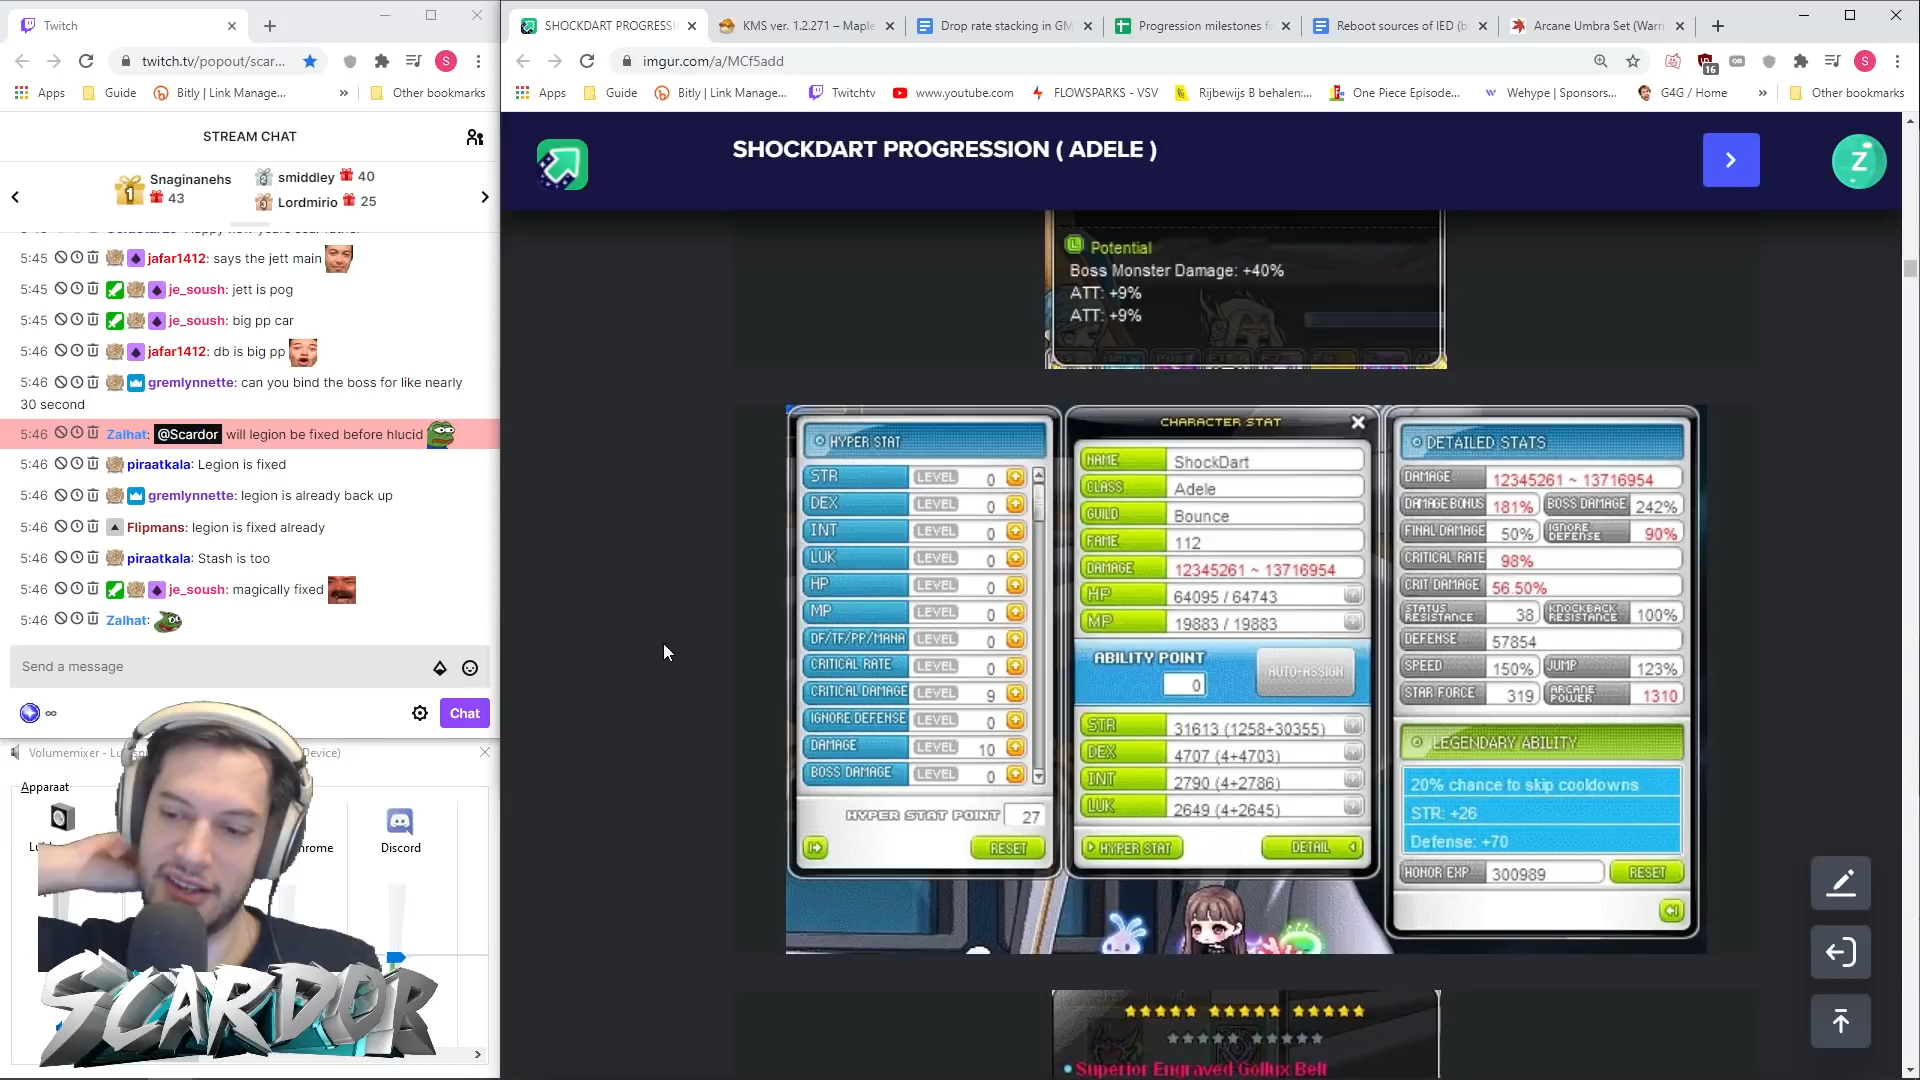 Twitch
twitch.tv/popout/scar...
Apps
Guide
Bitly | Link Manage...
Other bookmarks
STREAM CHAT
Snaginanehs
43
smiddley 40
Lordmirio 25
5:45 jafar1412: says the jett main
5:45 je_soush: jett is pog
5:45 je_soush: big pp car
5:46 jafar1412: db is big pp
5:46 gremlynnette: can you bind the boss for like nearly
30 second
5:46 Zalhat: @Scardor will legion be fixed before hlucid
5:46 piraatkala: Legion is fixed
5:46 gremlynnette: legion is already back up
5:46 Flipmans: legion is fixed already
5:46 piraatkala: Stash is too
5:46 je_soush: magically fixed
5:46 Zalhat:
Send a message
Chat
Apparaat
Discord
SCARDOR
SHOCKDART PROGRESSI
KMS ver. 1.2.271 – Maple
Drop rate stacking in GM
Progression milestones f
Reboot sources of IED (b
Arcane Umbra Set (Warri
imgur.com/a/MCf5add
16
Apps
Guide
Bitly | Link Manage...
Twitchtv
www.youtube.com
FLOWSPARKS - VSV
Rijbewijs B behalen:...
One Piece Episode...
Wehype | Sponsors...
G4G / Home
Other bookmarks
SHOCKDART PROGRESSION ( ADELE )
Z
Potential
Boss Monster Damage: +40%
ATT: +9%
ATT: +9%
HYPER STAT
STR LEVEL 0
DEX LEVEL 0
INT LEVEL 0
LUK LEVEL 0
HP LEVEL 0
MP LEVEL 0
DF/TF/PP/MANA LEVEL 0
CRITICAL RATE LEVEL 0
CRITICAL DAMAGE LEVEL 9
IGNORE DEFENSE LEVEL 0
DAMAGE LEVEL 10
BOSS DAMAGE LEVEL 0
HYPER STAT POINT 27
RESET
CHARACTER STAT
NAME ShockDart
CLASS Adele
GUILD Bounce
FAME 112
DAMAGE 12345261 ~ 13716954
HP 64095 / 64743
MP 19883 / 19883
ABILITY POINT
0
AUTO-ASSIGN
STR 31613 (1258+30355)
DEX 4707 (4+4703)
INT 2790 (4+2786)
LUK 2649 (4+2645)
HYPER STAT
DETAIL
DETAILED STATS
DAMAGE 12345261 ~ 13716954
DAMAGE BONUS 181% BOSS DAMAGE 242%
FINAL DAMAGE 50% IGNORE DEFENSE 90%
CRITICAL RATE 98%
CRIT DAMAGE 56.50%
STATUS RESISTANCE 38 KNOCKBACK RESISTANCE 100%
DEFENSE 57854
SPEED 150% JUMP 123%
STAR FORCE 319 ARCANE POWER 1310
LEGENDARY ABILITY
20% chance to skip cooldowns
STR: +26
Defense: +70
HONOR EXP 300989 RESET
Superior Engraved Gollux Belt